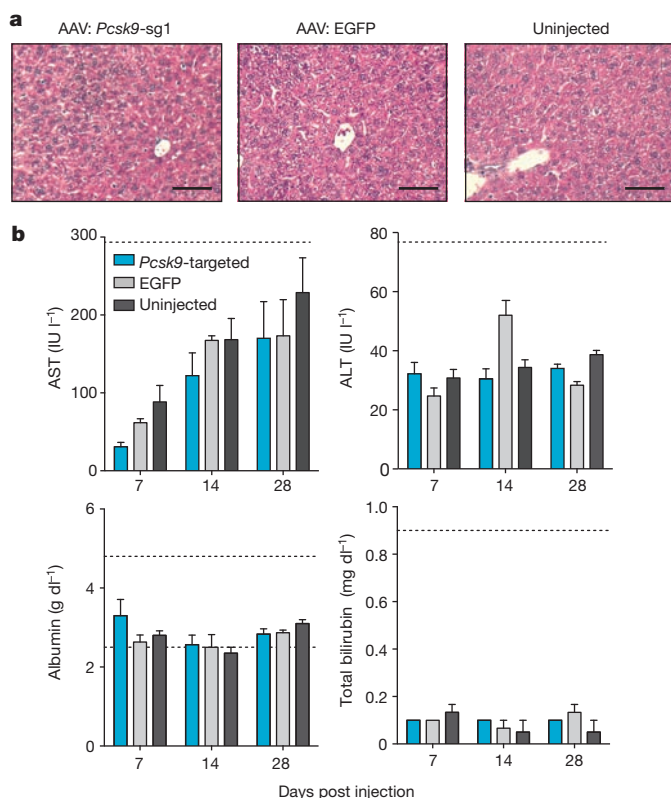 a
AAV: Pcsk9-sg1
AAV: EGFP
Uninjected
b
AST (IU l⁻¹)
300
200
100
0
Pcsk9-targeted
EGFP
Uninjected
7 14 28
ALT (IU l⁻¹)
80
60
40
20
0
7 14 28
Albumin (g dl⁻¹)
6
4
2
0
7 14 28
Total bilirubin (mg dl⁻¹)
1.0
0.8
0.6
0.4
0.2
0
7 14 28
Days post injection